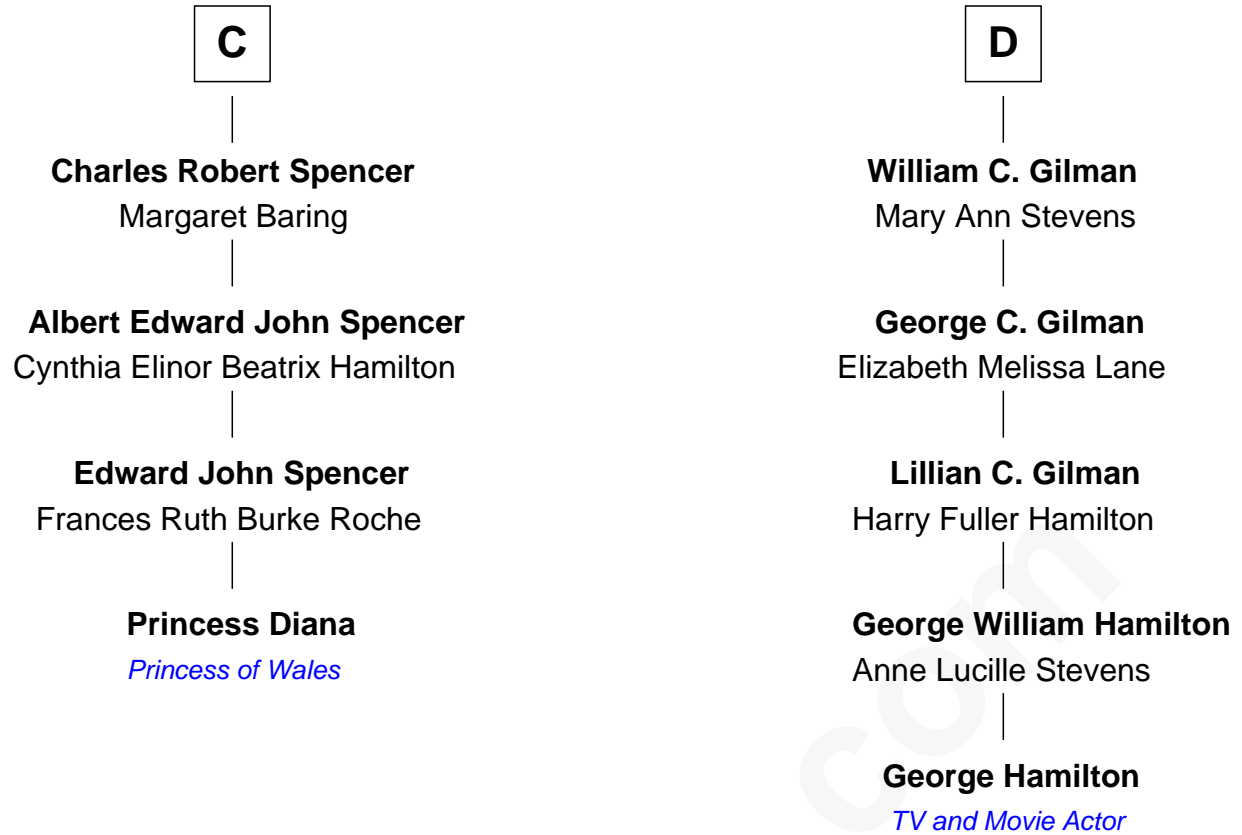 C
Charles Robert Spencer
Margaret Baring
Albert Edward John Spencer
Cynthia Elinor Beatrix Hamilton
Edward John Spencer
Frances Ruth Burke Roche
Princess Diana
Princess of Wales
D
William C. Gilman
Mary Ann Stevens
George C. Gilman
Elizabeth Melissa Lane
Lillian C. Gilman
Harry Fuller Hamilton
George William Hamilton
Anne Lucille Stevens
George Hamilton
TV and Movie Actor
com